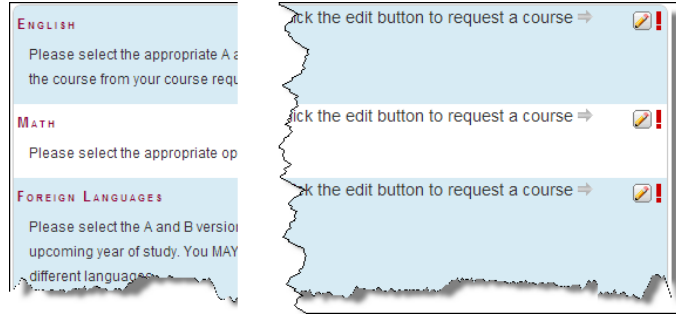 ENGLISH
Please select the appropriate A
the course from your course requ
MATH
Please select the appropriate op
FOREIGN LANGUAGES
Please select the A and B version
upcoming year of study. You MAY
different languages
ick the edit button to request a course ⇒
ick the edit button to request a course ⇒
k the edit button to request a course ⇒